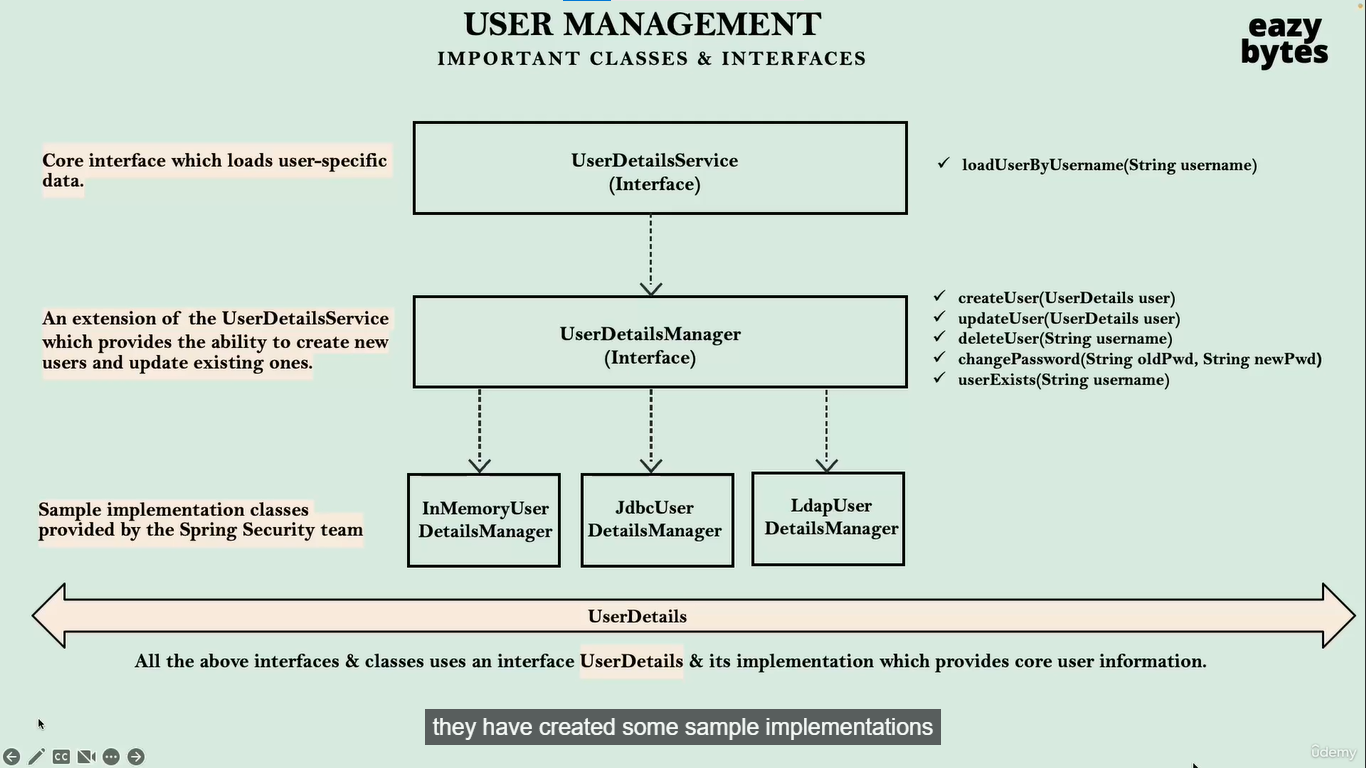 USER MANAGEMENT
IMPORTANT CLASSES & INTERFACES
eazy
bytes
Core interface which loads user-specific
data.
UserDetailsService
(Interface)
✓ loadUserByUsername(String username)
An extension of the UserDetailsService
which provides the ability to create new
users and update existing ones.
UserDetailsManager
(Interface)
✓ createUser(UserDetails user)
✓ updateUser(UserDetails user)
✓ deleteUser(String username)
✓ changePassword(String oldPwd, String newPwd)
✓ userExists(String username)
Sample implementation classes
provided by the Spring Security team
InMemoryUser
DetailsManager
JdbcUser
DetailsManager
LdapUser
DetailsManager
UserDetails
All the above interfaces & classes uses an interface UserDetails & its implementation which provides core user information.
they have created some sample implementations
CC
ûdemy